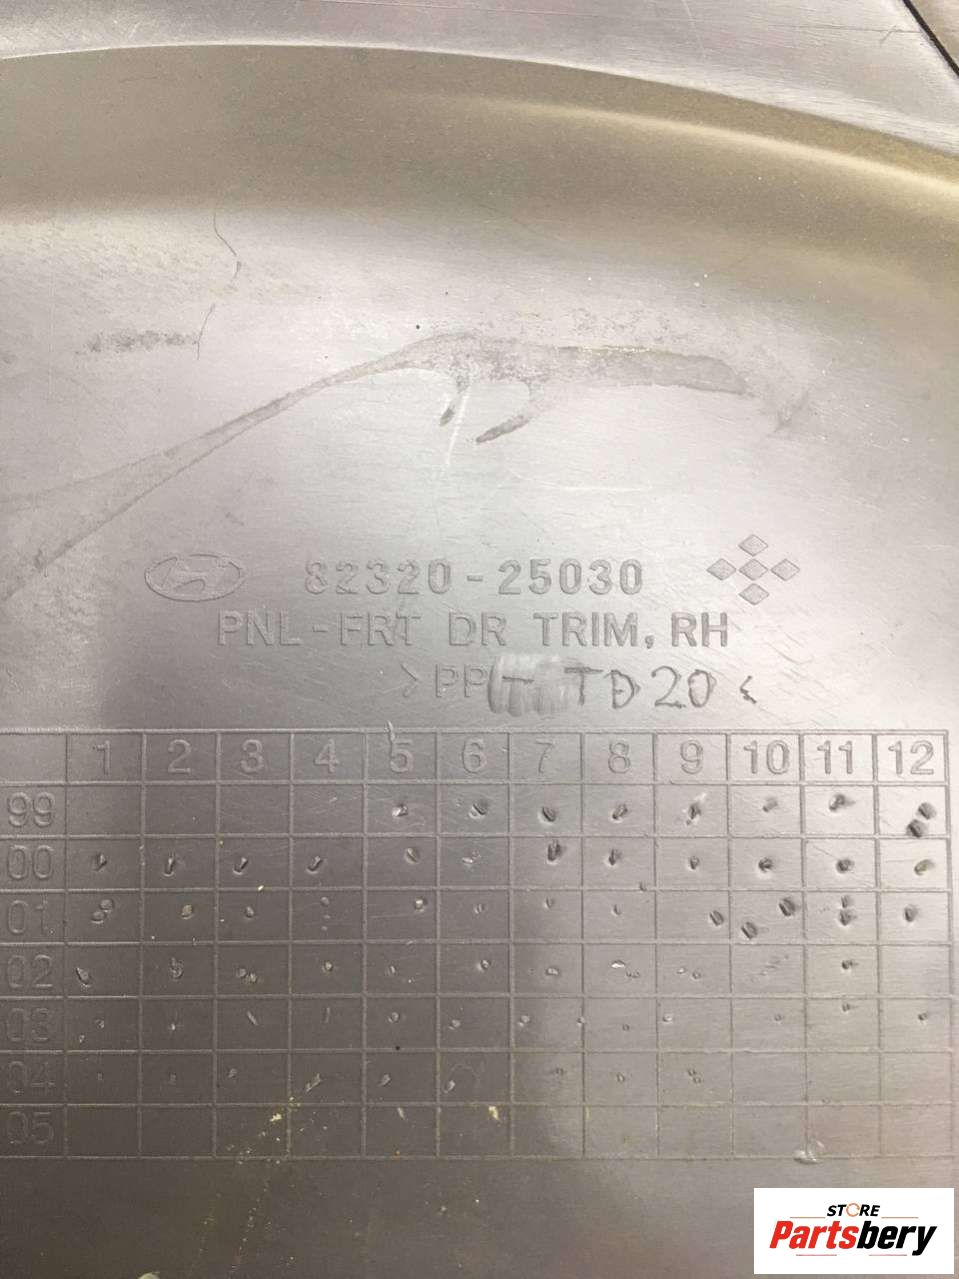 82320-25030
PNL-FRT DR TRIM, RH
>PP TD20<
1 2 3 4 5 6 7 8 9 10 11 12
99
00
01
02
03
04
05
STORE
Partsbery